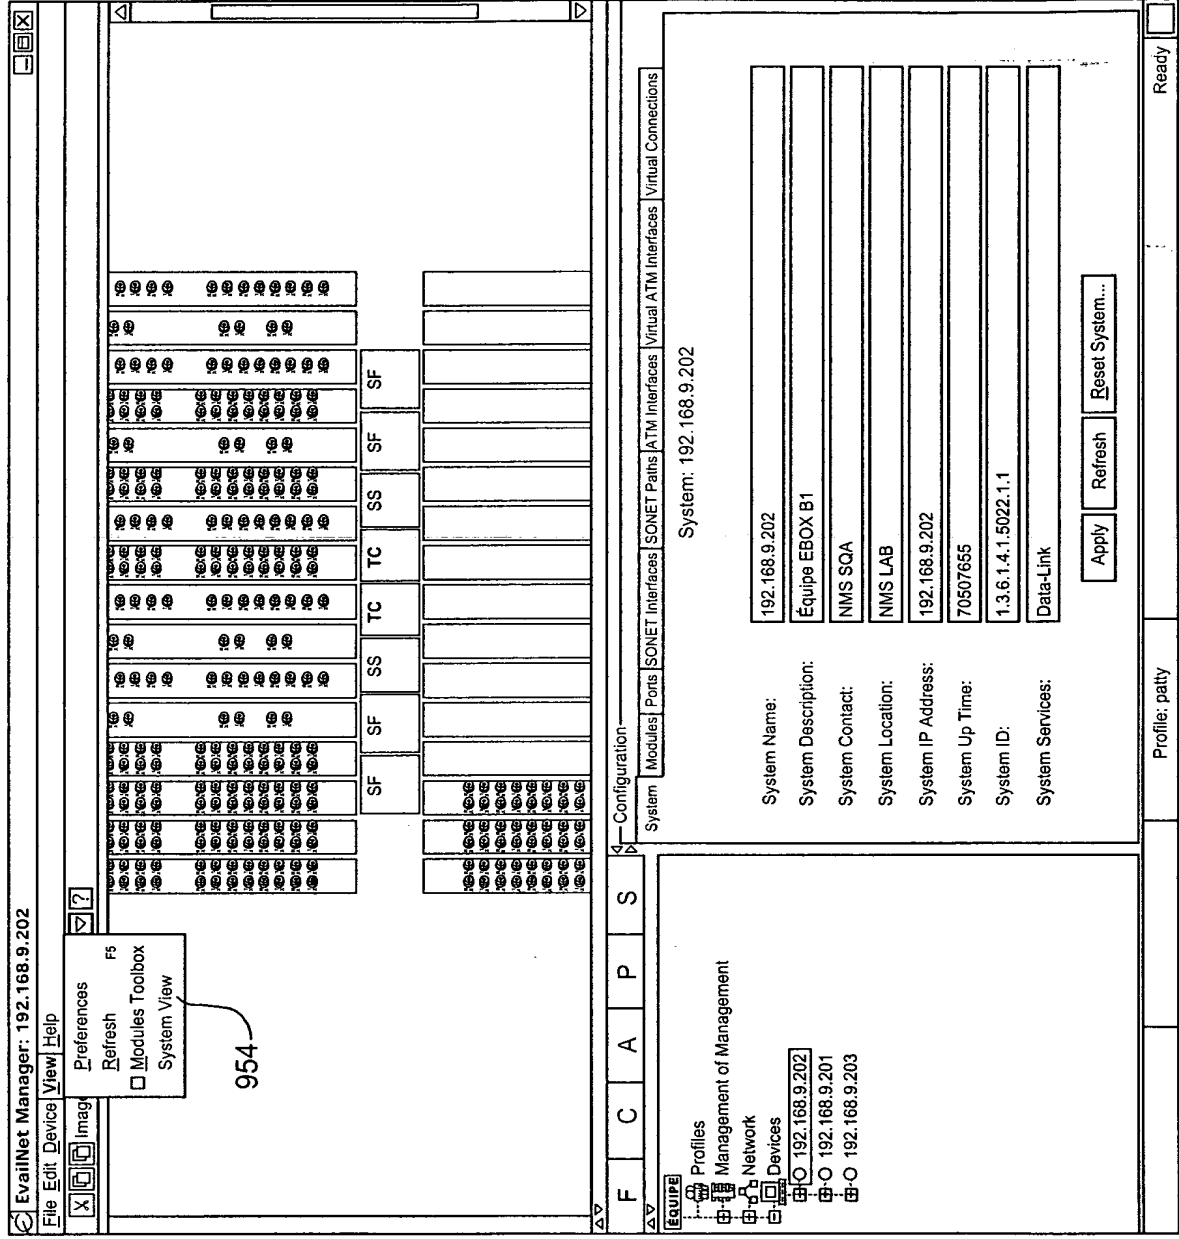 EvailNet Manager: 192.168.9.202
File Edit Device View Help
Image
?
Preferences
Refresh F5
Modules Toolbox
System View
954
SF SF SS TC TC SS SF SF
F C A P S
ÉQUIPE
Profiles
Management of Management
Network
Devices
192.168.9.202
192.168.9.201
192.168.9.203
Configuration
System Modules Ports SONET Interfaces SONET Paths ATM Interfaces Virtual ATM Interfaces Virtual Connections
System: 192.168.9.202
System Name: 192.168.9.202
System Description: Équipe EBOX B1
System Contact: NMS SQA
System Location: NMS LAB
System IP Address: 192.168.9.202
System Up Time: 70507655
System ID: 1.3.6.1.4.1.5022.1.1
System Services: Data-Link
Apply Refresh Reset System...
Profile: patty Ready